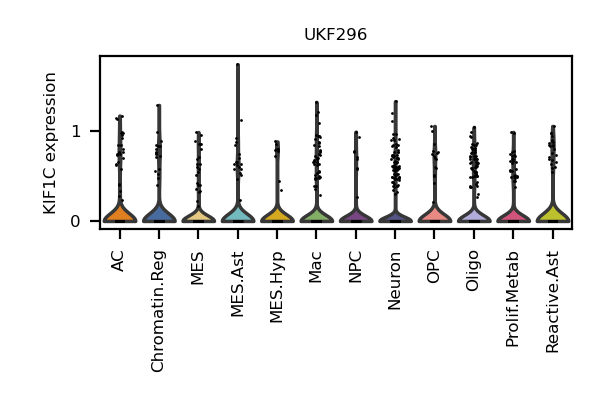 UKF296
KIF1C expression
1
0
AC
Chromatin.Reg
MES
MES.Ast
MES.Hyp
Mac
NPC
Neuron
OPC
Oligo
Prolif.Metab
Reactive.Ast